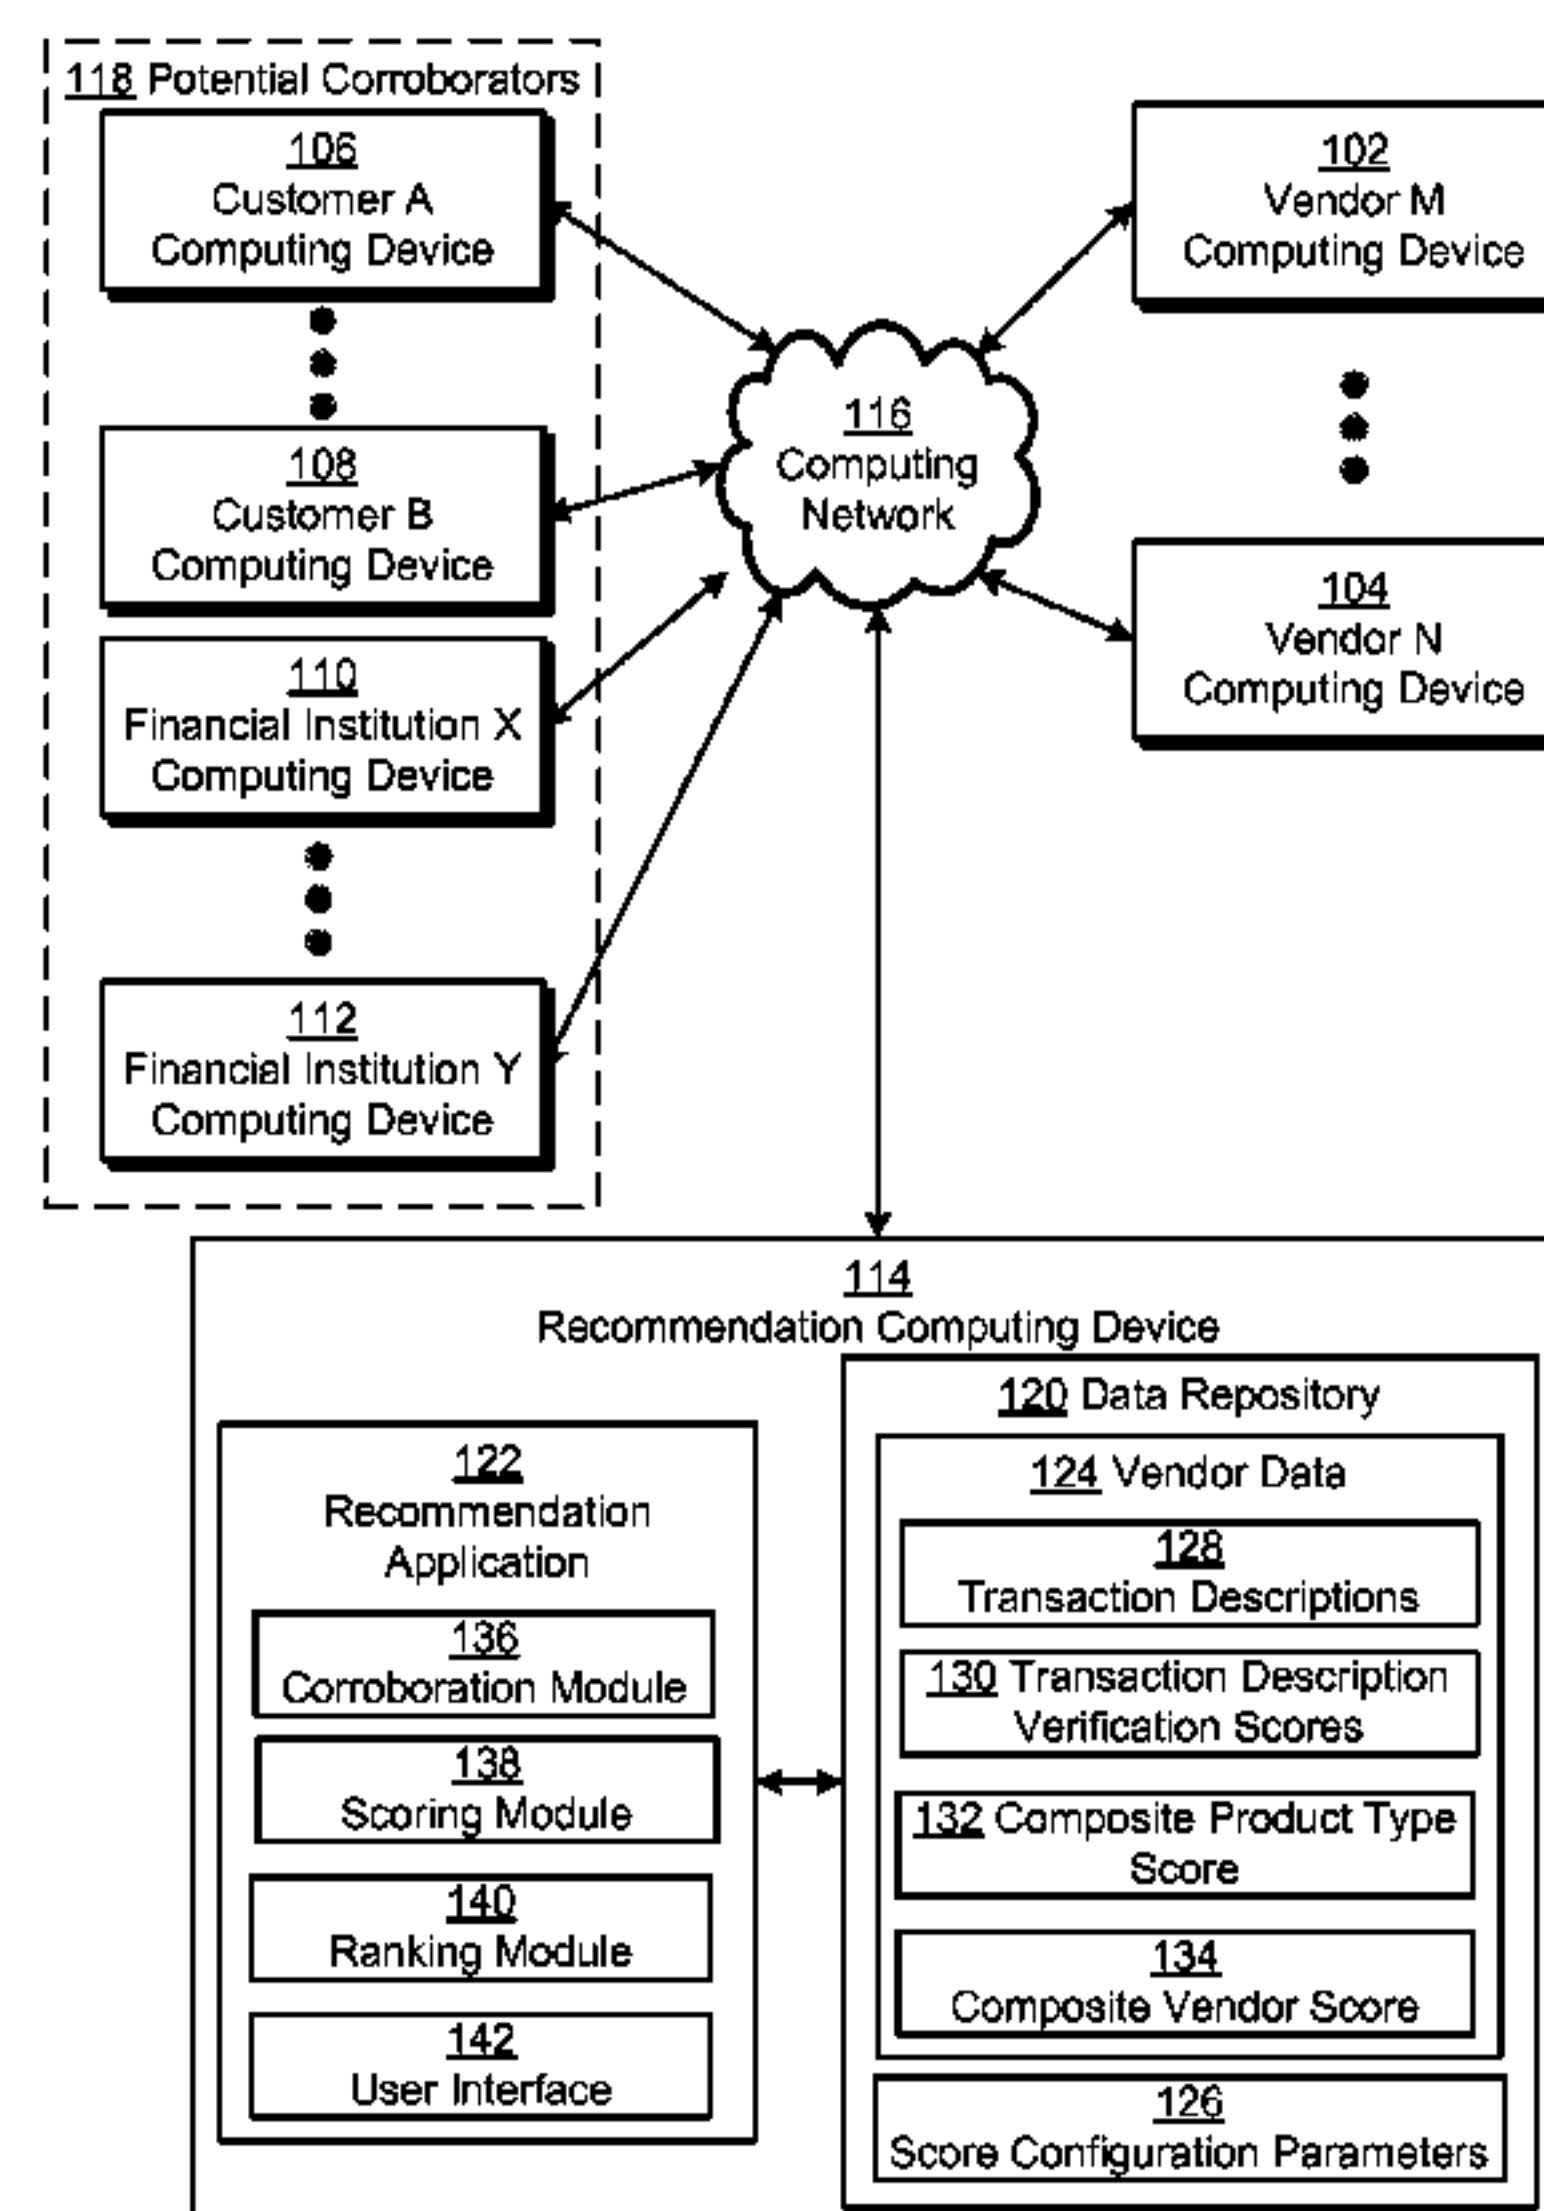 118 Potential Corroborators
106
Customer A
Computing Device
108
Customer B
Computing Device
110
Financial Institution X
Computing Device
112
Financial Institution Y
Computing Device
116
Computing
Network
102
Vendor M
Computing Device
104
Vendor N
Computing Device
114
Recommendation Computing Device
122
Recommendation
Application
136
Corroboration Module
138
Scoring Module
140
Ranking Module
142
User Interface
120 Data Repository
124 Vendor Data
128
Transaction Descriptions
130 Transaction Description
Verification Scores
132 Composite Product Type
Score
134
Composite Vendor Score
126
Score Configuration Parameters